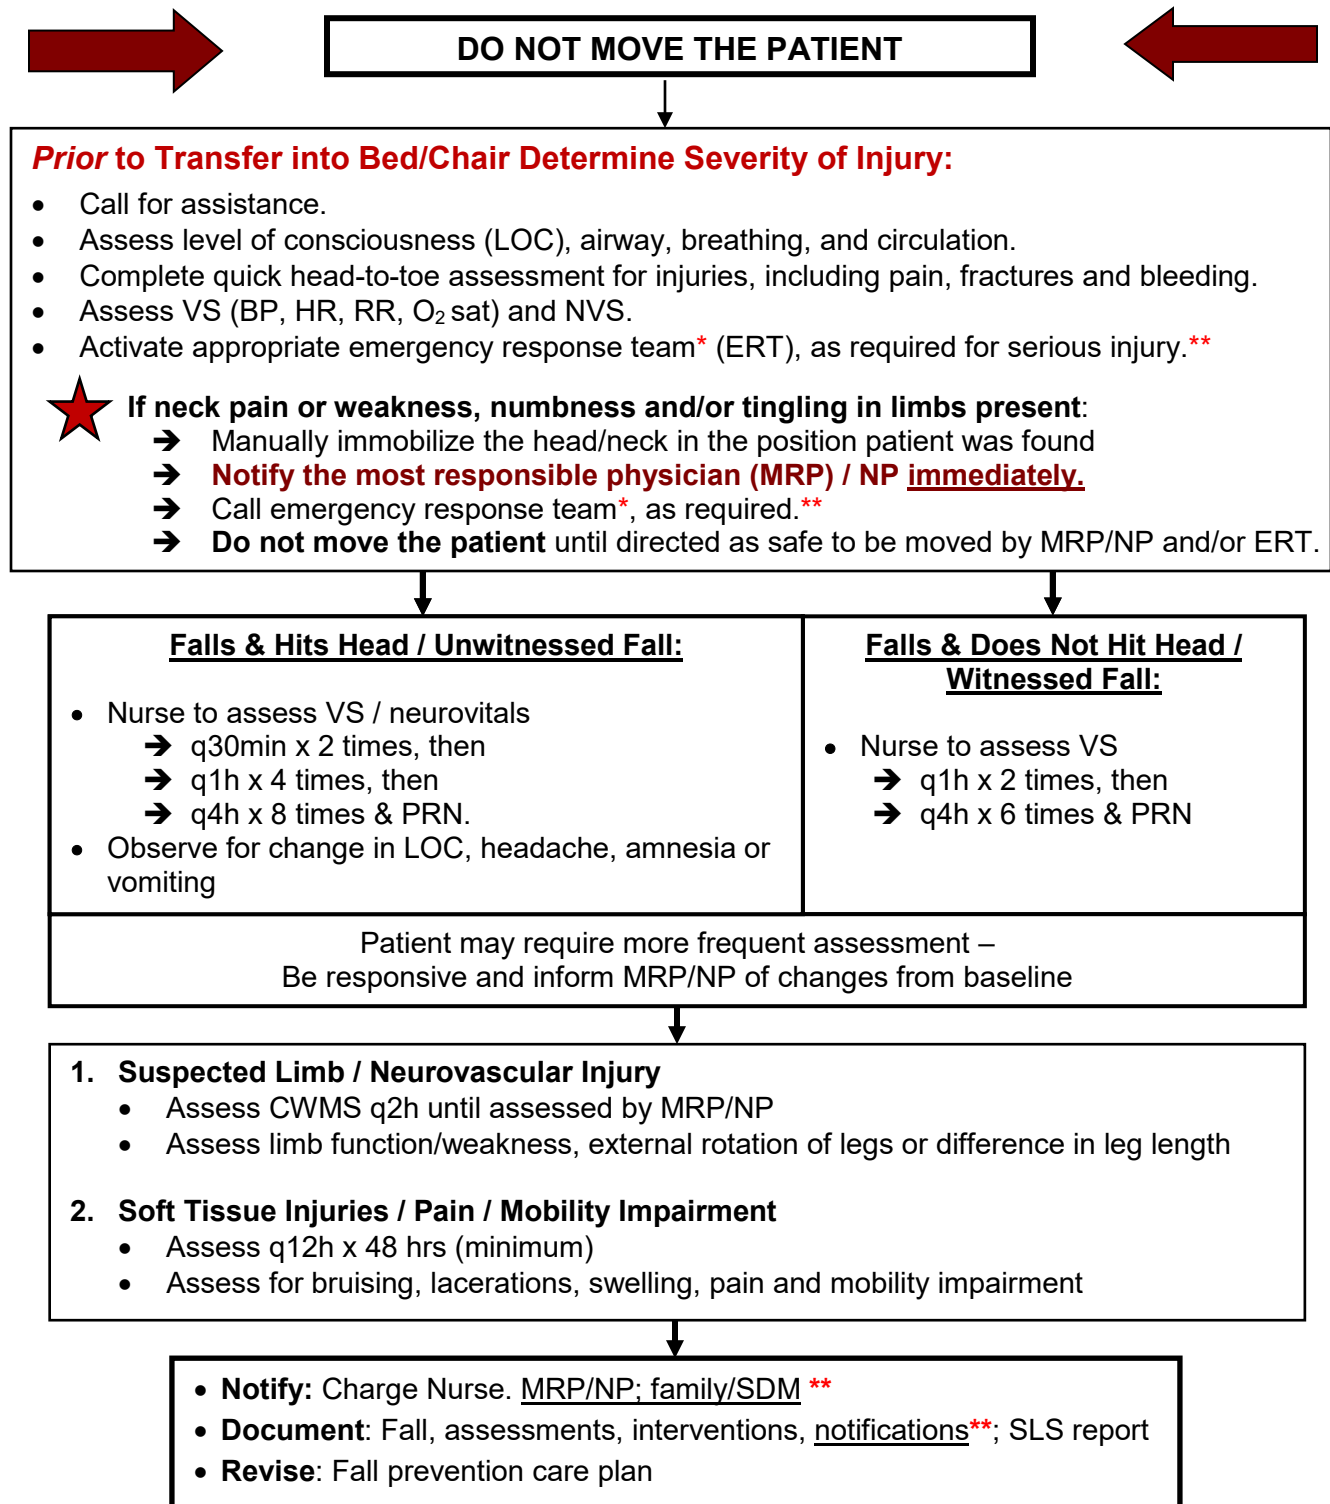 DO NOT MOVE THE PATIENT
Prior to Transfer into Bed/Chair Determine Severity of Injury:
• Call for assistance.
• Assess level of consciousness (LOC), airway, breathing, and circulation.
• Complete quick head-to-toe assessment for injuries, including pain, fractures and bleeding.
• Assess VS (BP, HR, RR, O₂ sat) and NVS.
• Activate appropriate emergency response team* (ERT), as required for serious injury.**
If neck pain or weakness, numbness and/or tingling in limbs present:
➔ Manually immobilize the head/neck in the position patient was found
➔ Notify the most responsible physician (MRP) / NP immediately.
➔ Call emergency response team*, as required.**
➔ Do not move the patient until directed as safe to be moved by MRP/NP and/or ERT.
Falls & Hits Head / Unwitnessed Fall:
• Nurse to assess VS / neurovitals
➔ q30min x 2 times, then
➔ q1h x 4 times, then
➔ q4h x 8 times & PRN.
• Observe for change in LOC, headache, amnesia or
vomiting
Falls & Does Not Hit Head /
Witnessed Fall:
• Nurse to assess VS
➔ q1h x 2 times, then
➔ q4h x 6 times & PRN
Patient may require more frequent assessment –
Be responsive and inform MRP/NP of changes from baseline
1. Suspected Limb / Neurovascular Injury
• Assess CWMS q2h until assessed by MRP/NP
• Assess limb function/weakness, external rotation of legs or difference in leg length
2. Soft Tissue Injuries / Pain / Mobility Impairment
• Assess q12h x 48 hrs (minimum)
• Assess for bruising, lacerations, swelling, pain and mobility impairment
• Notify: Charge Nurse. MRP/NP; family/SDM **
• Document: Fall, assessments, interventions, notifications**; SLS report
• Revise: Fall prevention care plan